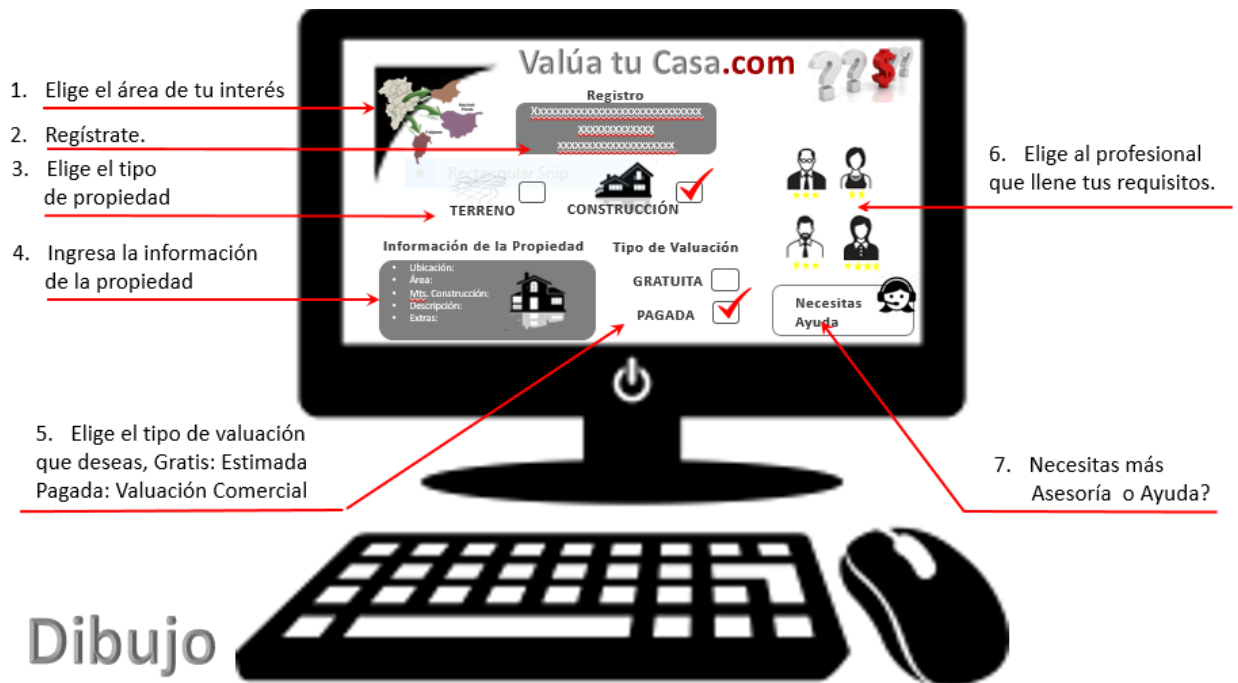 Valúa tu Casa.com
1. Elige el área de tu interés
2. Regístrate.
3. Elige el tipo
de propiedad
4. Ingresa la información
de la propiedad
Registro
Rectangular Snip
TERRENO
CONSTRUCCIÓN
Información de la Propiedad
• Ubicación:
• Área:
• Mts. Construcción:
• Descripción:
• Extras:
Tipo de Valuación
GRATUITA
PAGADA
Necesitas
Ayuda
6. Elige al profesional
que llene tus requisitos.
5. Elige el tipo de valuación
que deseas, Gratis: Estimada
Pagada: Valuación Comercial
7. Necesitas más
Asesoría o Ayuda?
Dibujo